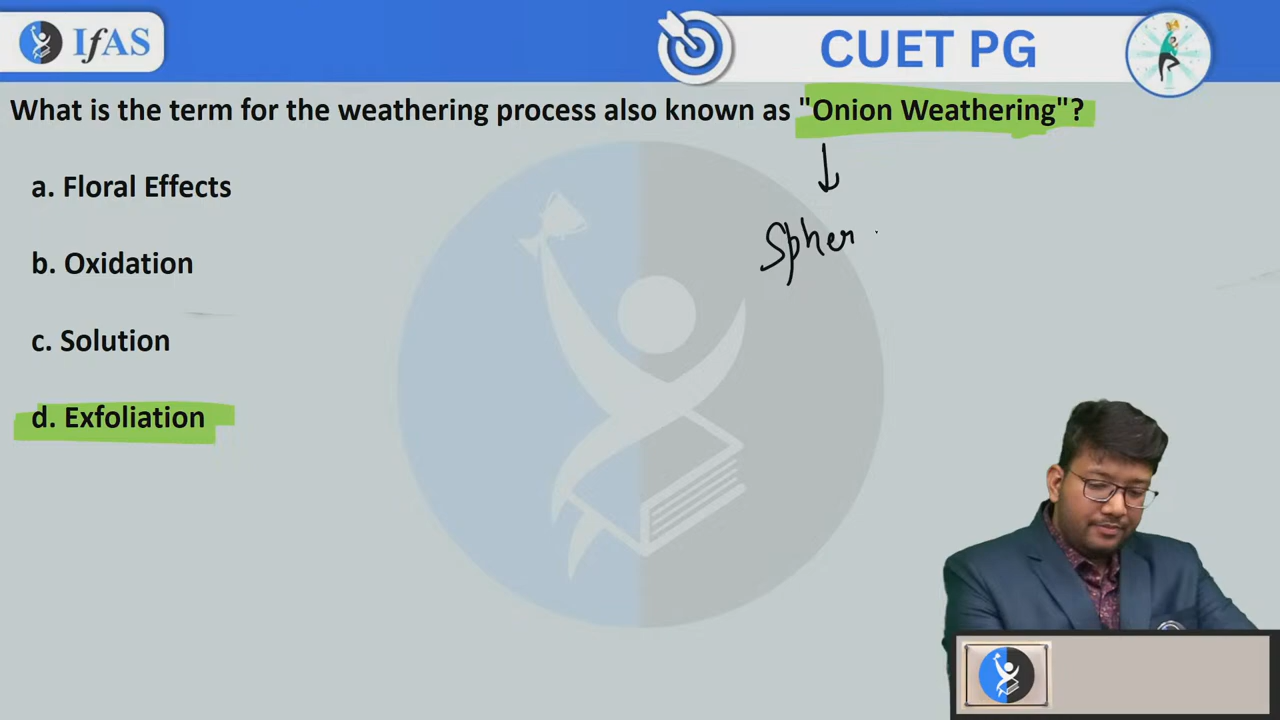 IfAS
CUET PG
What is the term for the weathering process also known as "Onion Weathering"?
a. Floral Effects
Spher
b. Oxidation
c. Solution
d. Exfoliation